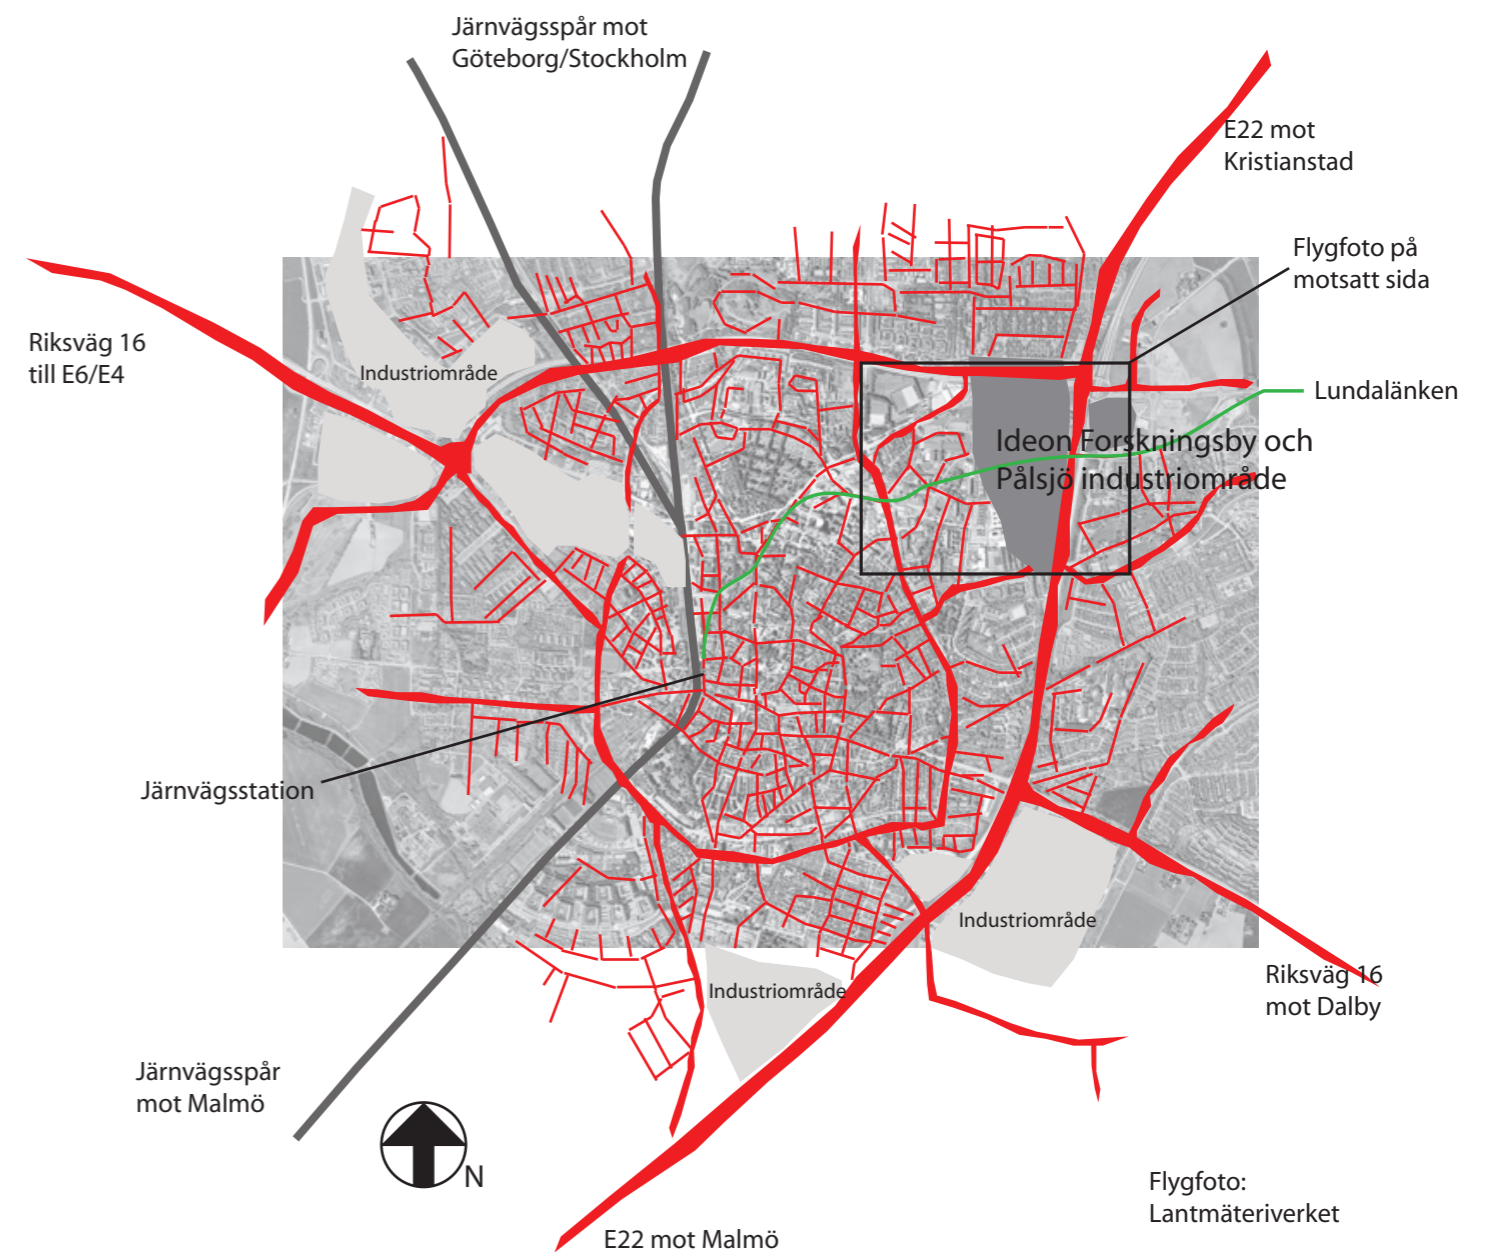 Järnvägsspår mot
Göteborg/Stockholm
E22 mot
Kristianstad
Flygfoto på
motsatt sida
Riksväg 16
till E6/E4
Industriområde
Lundalänken
Ideon Forskningsby och
Pålsjö industriområde
Järnvägsstation
Industriområde
Industriområde
Riksväg 16
mot Dalby
Järnvägsspår
mot Malmö
N
Flygfoto:
Lantmäteriverket
E22 mot Malmö